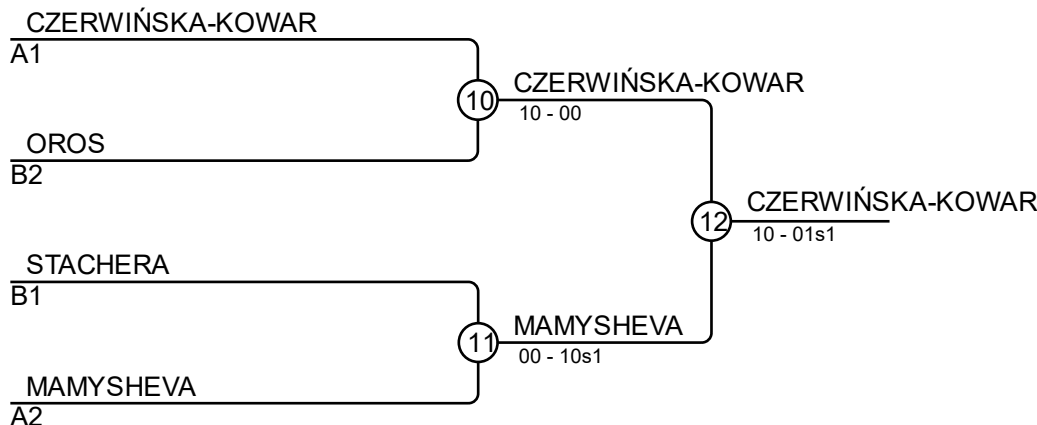 CZERWIŃSKA-KOWAR
A1
10
CZERWIŃSKA-KOWAR
10 - 00
OROS
B2
12
CZERWIŃSKA-KOWAR
10 - 01s1
STACHERA
B1
11
MAMYSHEVA
00 - 10s1
MAMYSHEVA
A2